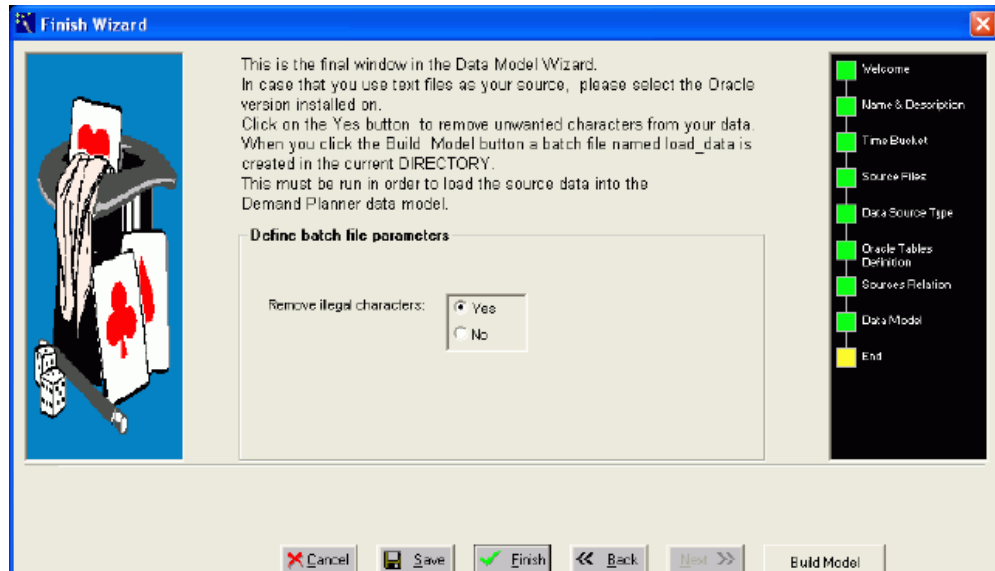 Finish Wizard
This is the final window in the Data Model Wizard.
In case that you use text files as your source, please select the Oracle
version installed on.
Click on the Yes button to remove unwanted characters from your data.
When you click the Build Model button a batch file named load_data is
created in the current DIRECTORY.
This must be run in order to load the source data into the
Demand Planner data model.
Define batch file parameters
Remove illegal characters:
Yes
No
Welcome
Name & Description
Time Bucket
Source Files
Data Source Type
Oracle Tables
Definition
Sources Relation
Data Model
End
Cancel
Save
Finish
Back
Next
Build Model